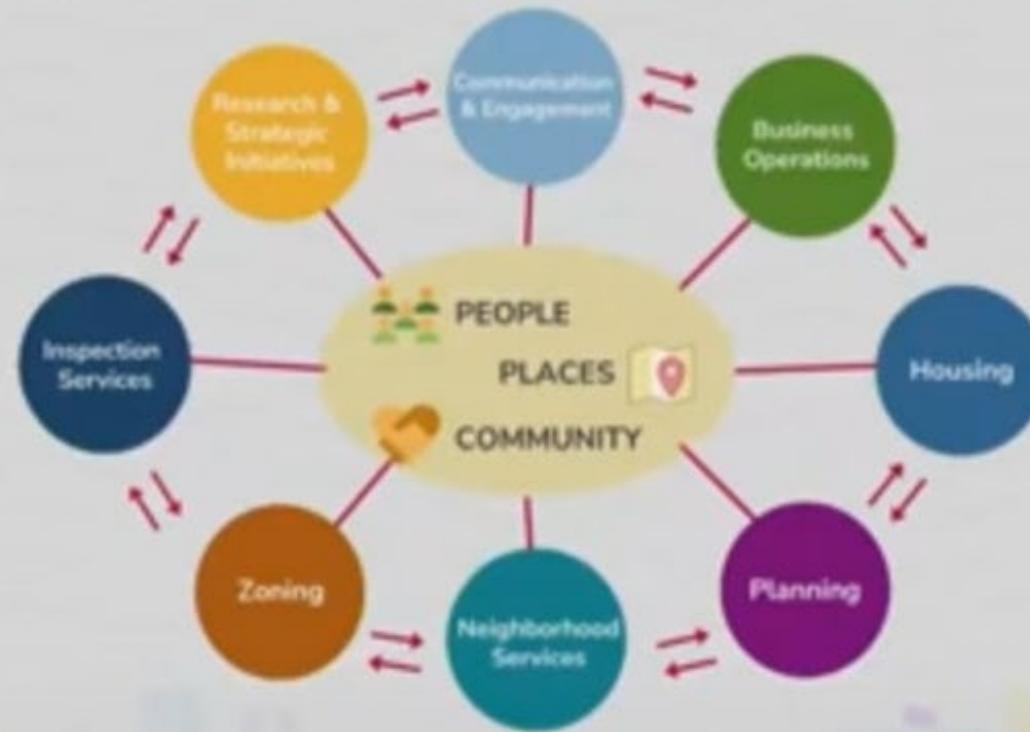 Communication
& Engagement
Research &
Strategic
Initiatives
Business
Operations
PEOPLE
Inspection
Services
PLACES
Housing
COMMUNITY
Zoning
Planning
Neighborhood
Services